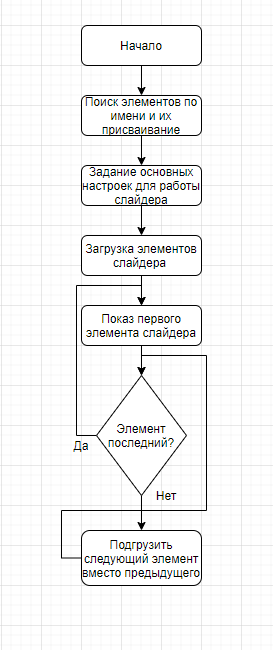 Начало
Поиск элементов по
имени и их
присваивание
Задание основных
настроек для работы
слайдера
Загрузка элементов
слайдера
Показ первого
элемента слайдера
Элемент
последний?
Да
Нет
Подгрузить
следующий элемент
вместо предыдущего